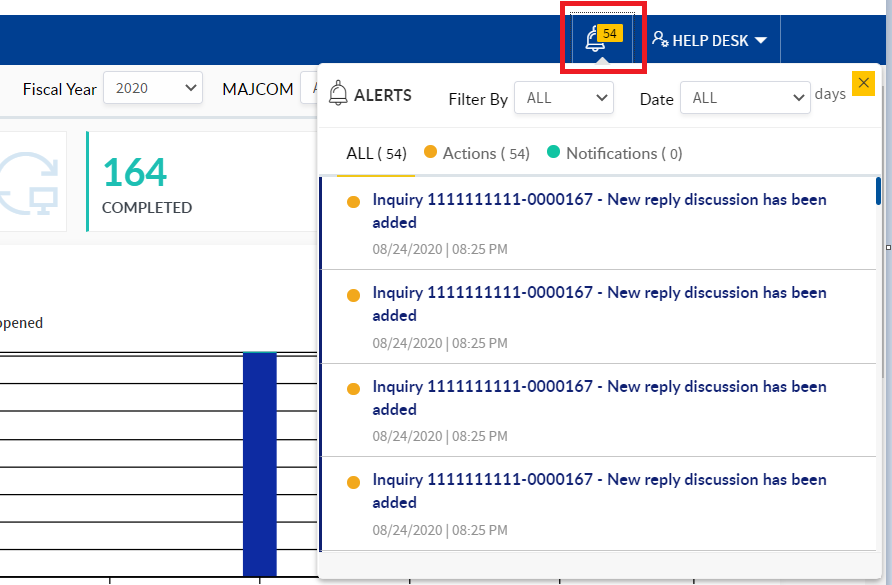 54
HELP DESK
Fiscal Year
2020
MAJCOM
ALERTS
Filter By
ALL
Date
ALL
days
ALL ( 54)
Actions ( 54)
Notifications ( 0)
164
COMPLETED
opened
Inquiry 1111111111-0000167 - New reply discussion has been
added
08/24/2020 | 08:25 PM
Inquiry 1111111111-0000167 - New reply discussion has been
added
08/24/2020 | 08:25 PM
Inquiry 1111111111-0000167 - New reply discussion has been
added
08/24/2020 | 08:25 PM
Inquiry 1111111111-0000167 - New reply discussion has been
added
08/24/2020 | 08:25 PM